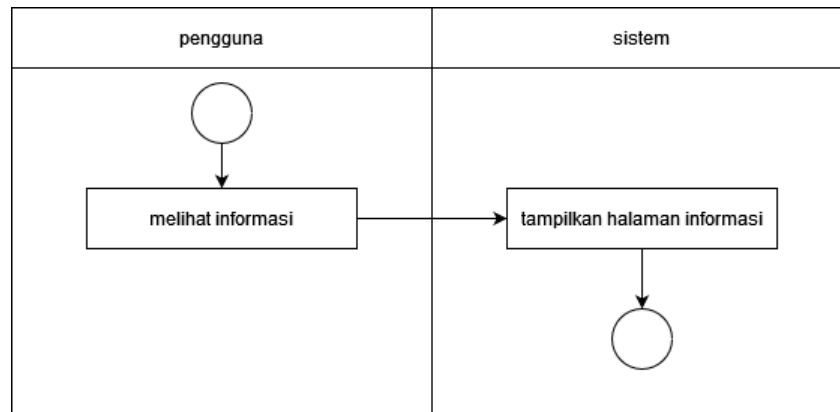 pengguna
sistem
melihat informasi
tampilkan halaman informasi